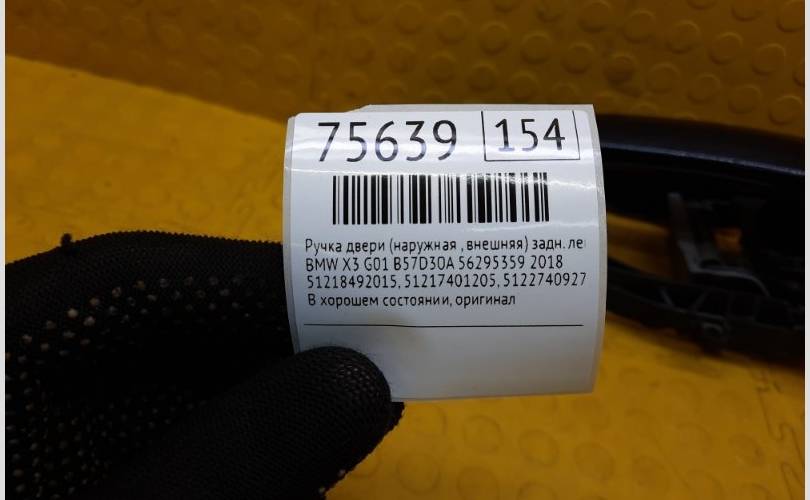 75639 154
Ручка двери (наружная , внешняя) задн. ле
BMW X3 G01 B57D30A 56295359 2018
51218492015, 51217401205, 5122740927
В хорошем состоянии, оригинал